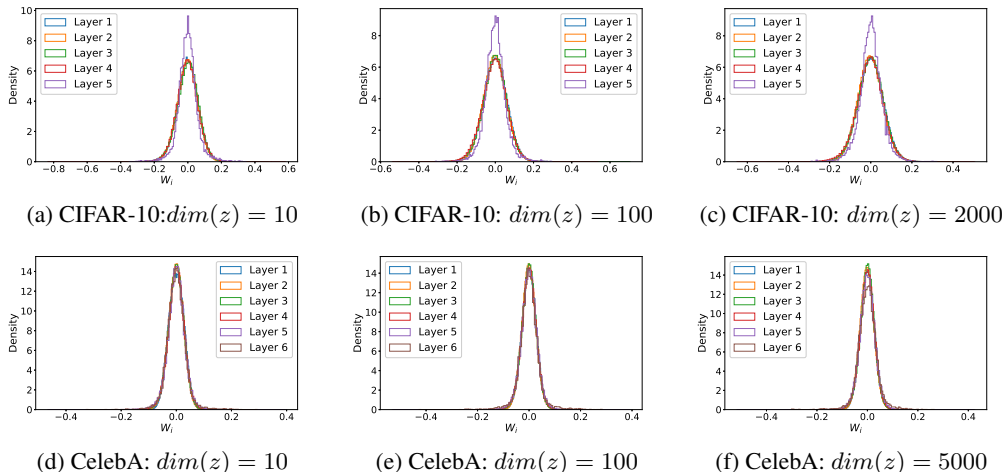 Layer 1
Layer 2
Layer 3
Layer 4
Layer 5
Density
10
8
6
4
2
0
−0.8 −0.6 −0.4 −0.2 0.0 0.2 0.4 0.6
W_i
(a) CIFAR-10:dim(z) = 10
Layer 1
Layer 2
Layer 3
Layer 4
Layer 5
Density
8
6
4
2
0
−0.6 −0.4 −0.2 0.0 0.2 0.4 0.6
W_i
(b) CIFAR-10: dim(z) = 100
Layer 1
Layer 2
Layer 3
Layer 4
Layer 5
Density
8
6
4
2
0
−0.6 −0.4 −0.2 0.0 0.2 0.4
W_i
(c) CIFAR-10: dim(z) = 2000
Layer 1
Layer 2
Layer 3
Layer 4
Layer 5
Layer 6
Density
14
12
10
8
6
4
2
0
−0.4 −0.2 0.0 0.2 0.4
W_i
(d) CelebA: dim(z) = 10
Layer 1
Layer 2
Layer 3
Layer 4
Layer 5
Layer 6
Density
14
12
10
8
6
4
2
0
−0.4 −0.2 0.0 0.2 0.4
W_i
(e) CelebA: dim(z) = 100
Layer 1
Layer 2
Layer 3
Layer 4
Layer 5
Layer 6
Density
14
12
10
8
6
4
2
0
−0.4 −0.2 0.0 0.2 0.4
W_i
(f) CelebA: dim(z) = 5000